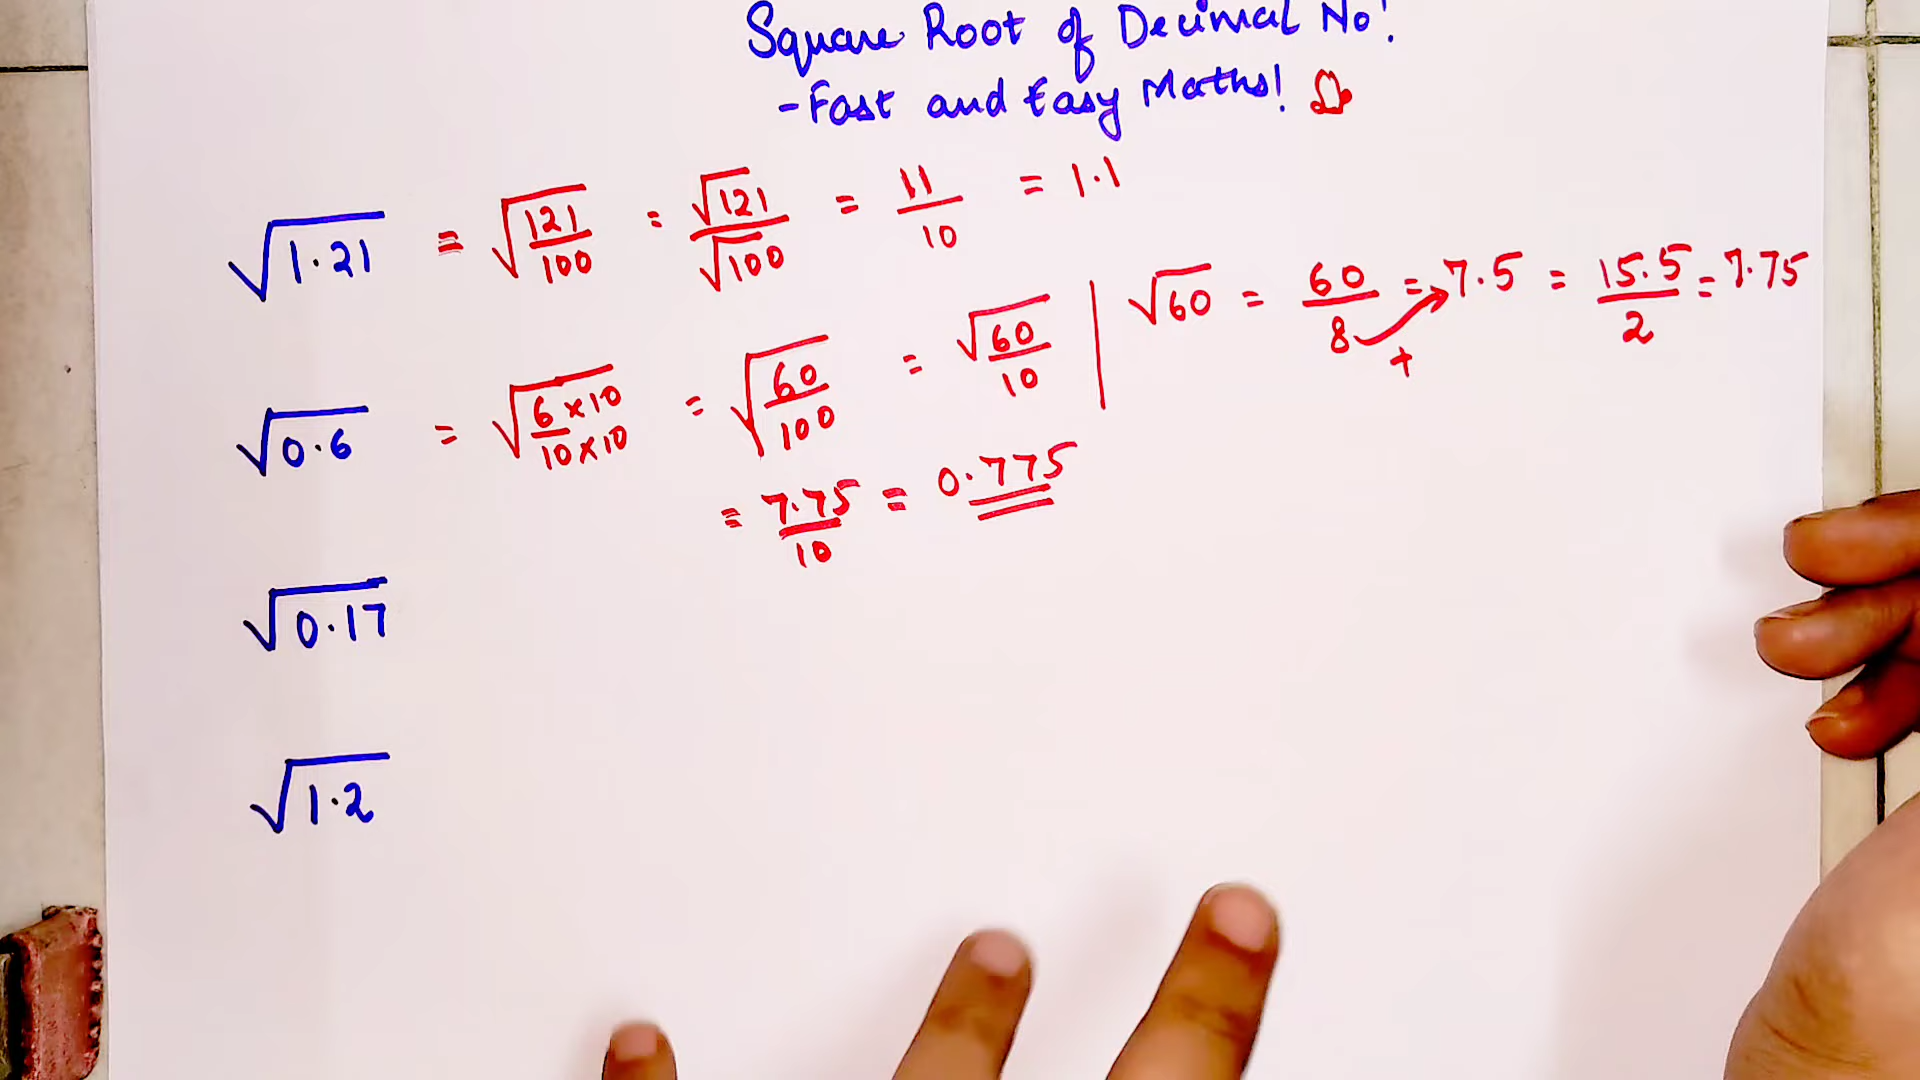 Square Root of Decimal No!
-Fast and Easy Maths!
√1.21 = √121/100 = √121/√100 = 11/10 = 1.1
√0.6 = √6×10/10×10 = √60/100 = √60/10 | √60 = 60/8 = 7.5 = 15.5/2 = 7.75
+
= 7.75/10 = 0.775
√0.17
√1.2